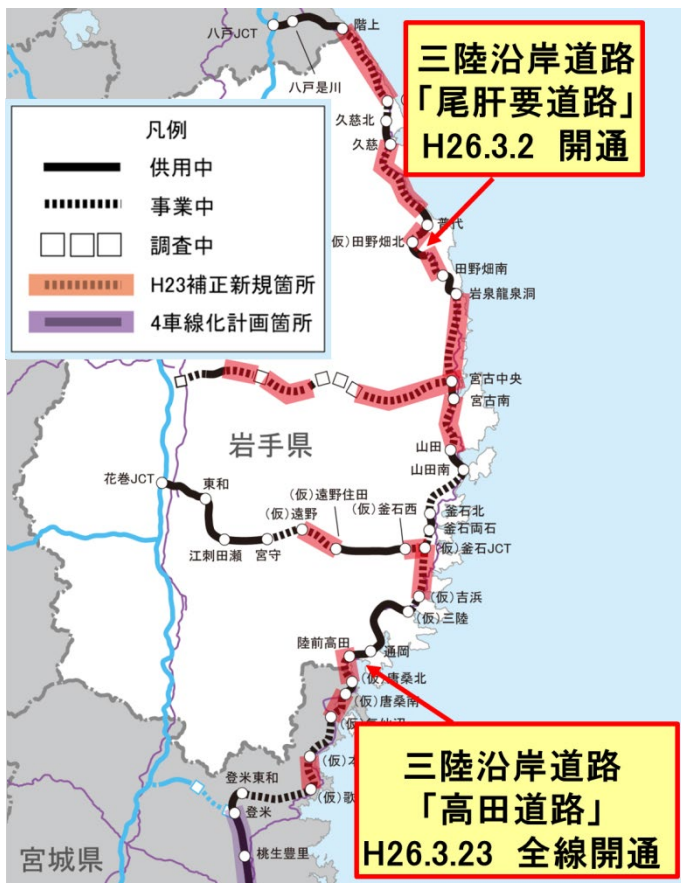 八戸JCT
階上
八戸是川
三陸沿岸道路
「尾肝要道路」
H26.3.2 開通
久慈北
久慈
凡例
供用中
事業中
調査中
H23補正新規箇所
4車線化計画箇所
普代
仮)田野畑北
田野畑南
岩泉龍泉洞
宮古中央
宮古南
岩手県
山田
山田南
花巻JCT
東和
(仮)遠野住田
(仮)釜石西
(仮)遠野
釜石北
釜石両石
江刺田瀬
宮守
(仮)釜石JCT
(仮)吉浜
(仮)三陸
陸前高田
通岡
(仮)唐桑北
(仮)唐桑南
(仮)本
(仮)歌
登米東和
登米
桃生豊里
宮城県
三陸沿岸道路
「高田道路」
H26.3.23 全線開通